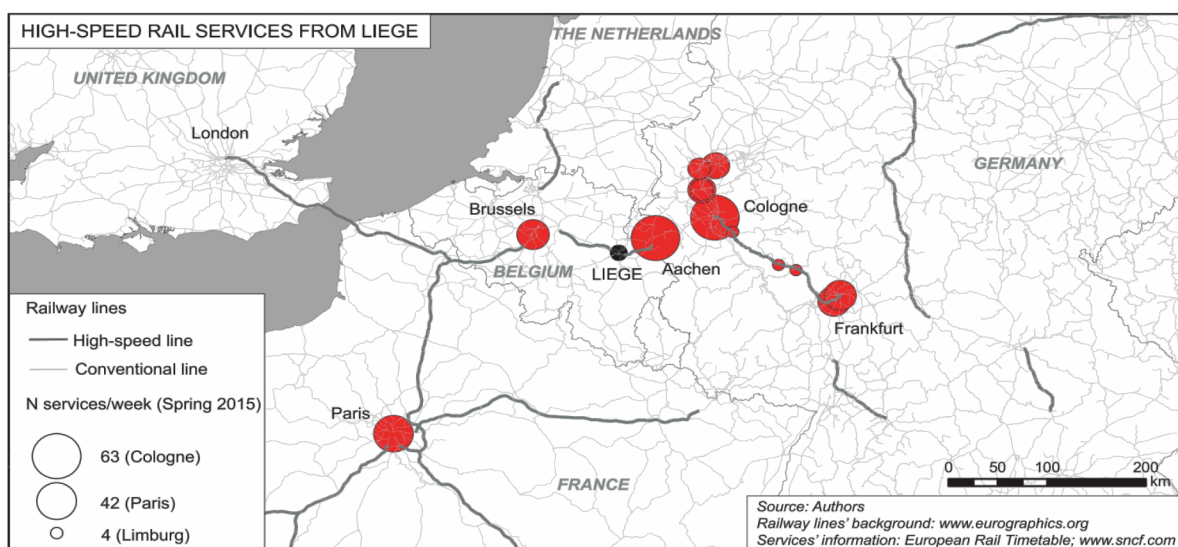 HIGH-SPEED RAIL SERVICES FROM LIEGE
THE NETHERLANDS
UNITED KINGDOM
London
GERMANY
Brussels
Cologne
BELGIUM
LIEGE
Aachen
Frankfurt
Paris
FRANCE
Railway lines
High-speed line
Conventional line
N services/week (Spring 2015)
63 (Cologne)
42 (Paris)
4 (Limburg)
0 50 100 200
km
Source: Authors
Railway lines' background: www.eurographics.org
Services' information: European Rail Timetable; www.sncf.com